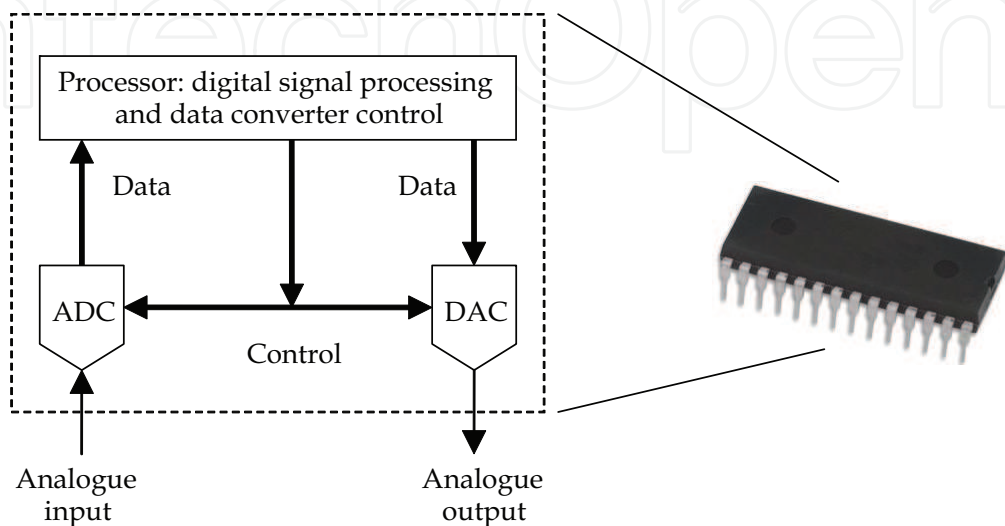 Processor: digital signal processing
and data converter control
Data
Data
ADC
DAC
Control
Analogue
input
Analogue
output